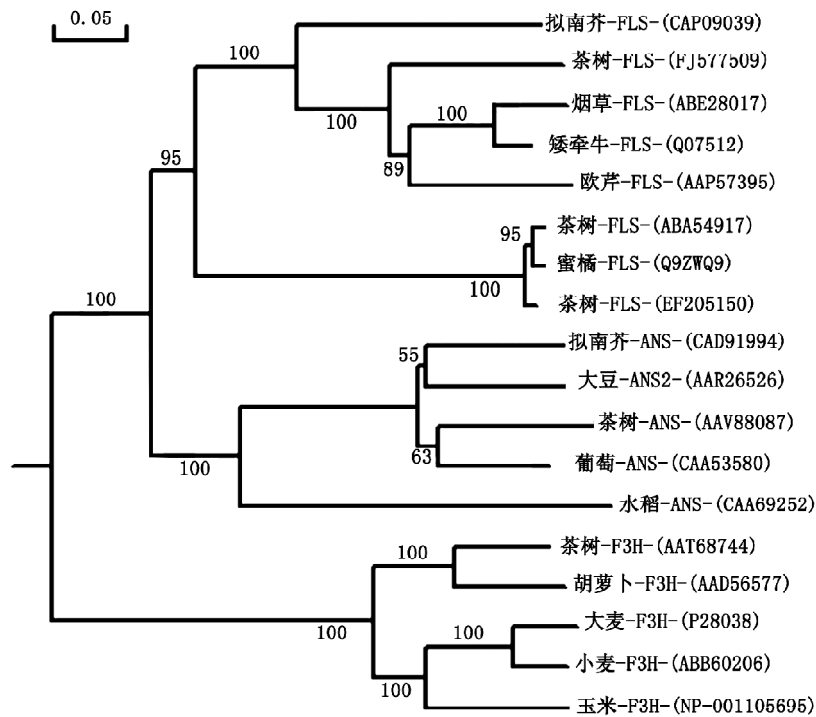 0.05
拟南芥-FLS-(CAP09039)
100
茶树-FLS-(FJ577509)
烟草-FLS-(ABE28017)
100
100
矮牵牛-FLS-(Q07512)
95
89
欧芹-FLS-(AAP57395)
茶树-FLS-(ABA54917)
95
蜜橘-FLS-(Q9ZWQ9)
100
茶树-FLS-(EF205150)
100
拟南芥-ANS-(CAD91994)
55
大豆-ANS2-(AAR26526)
茶树-ANS-(AAV88087)
63
葡萄-ANS-(CAA53580)
100
水稻-ANS-(CAA69252)
茶树-F3H-(AAT68744)
100
胡萝卜-F3H-(AAD56577)
大麦-F3H-(P28038)
100
100
小麦-F3H-(ABB60206)
100
玉米-F3H-(NP-001105695)